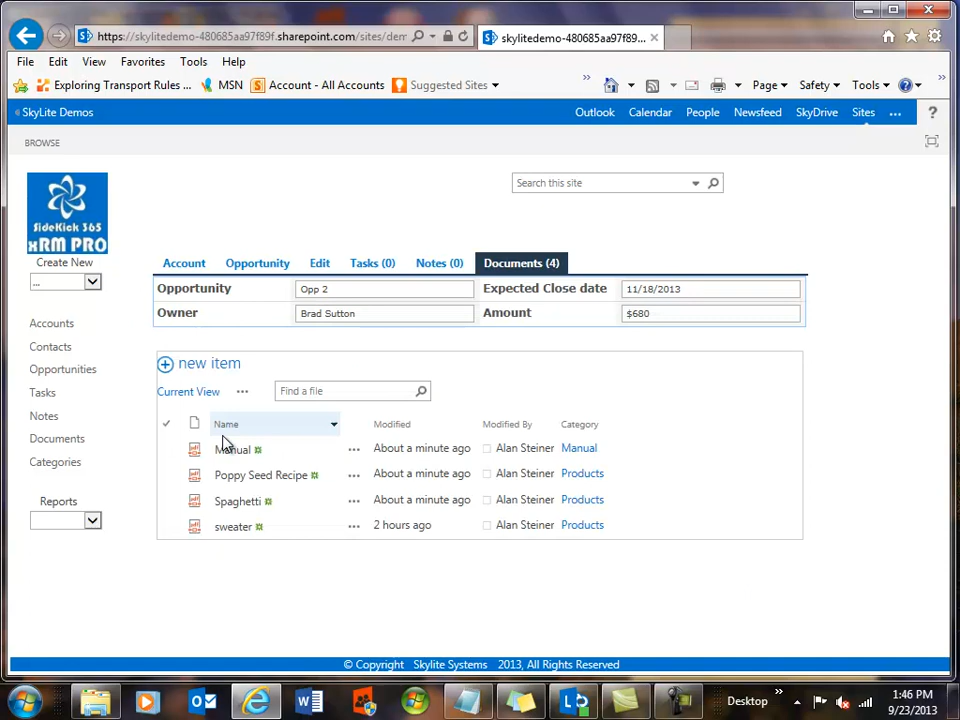 https://skylitedemo-480685aa97f89f.sharepoint.com/sites/dem
skylitedemo-480685aa97f89...
File Edit View Favorites Tools Help
Exploring Transport Rules ... MSN Account - All Accounts Suggested Sites Page Safety Tools
SkyLite Demos Outlook Calendar People Newsfeed SkyDrive Sites ... ?
BROWSE
Search this site
SideKick 365
xRM PRO
Create New
...
Account Opportunity Edit Tasks (0) Notes (0) Documents (4)
Opportunity Opp 2 Expected Close date 11/18/2013
Owner Brad Sutton Amount $680
Accounts
Contacts
Opportunities
Tasks
Notes
Documents
Categories
Reports
new item
Current View ... Find a file
Name Modified Modified By Category
Manual ... About a minute ago Alan Steiner Manual
Poppy Seed Recipe ... About a minute ago Alan Steiner Products
Spaghetti ... About a minute ago Alan Steiner Products
sweater ... 2 hours ago Alan Steiner Products
© Copyright Skylite Systems 2013, All Rights Reserved
Desktop
1:46 PM
9/23/2013